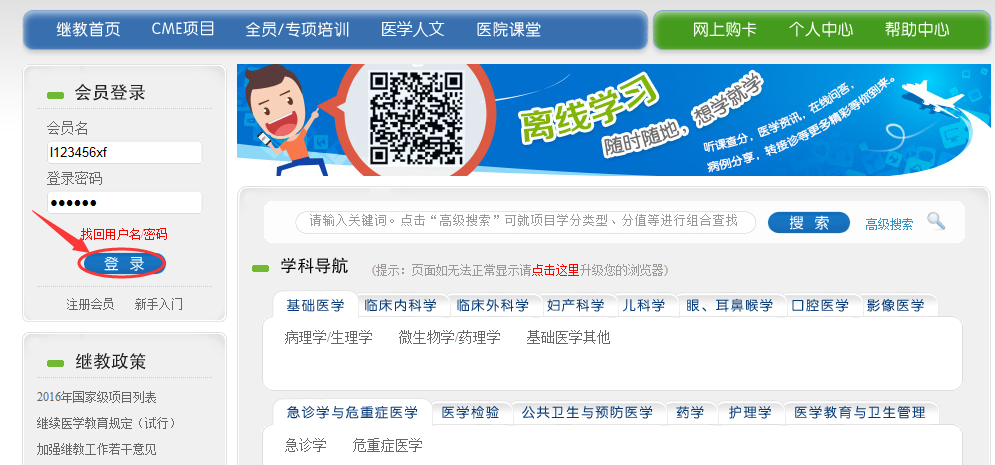 继教首页 CME项目 全员/专项培训 医学人文 医院课堂 网上购卡 个人中心 帮助中心
会员登录
会员名
l123456xf
登录密码
●●●●●●
找回用户名/密码
登 录
注册会员 新手入门
继教政策
2016年国家级项目列表
继续医学教育规定（试行）
加强继教工作若干意见
离线学习
随时随地，想学就学
听课查分，医学资讯，在线问答，
病例分享，转接诊等更多精彩等你到来。
请输入关键词。点击“高级搜索”可就项目学分类型、分值等进行组合查找 搜 索 高级搜索
学科导航 (提示：页面如无法正常显示请点击这里升级您的浏览器)
基础医学 临床内科学 临床外科学 妇产科学 儿科学 眼、耳鼻喉学 口腔医学 影像医学
病理学/生理学 微生物学/药理学 基础医学其他
急诊学与危重症医学 医学检验 公共卫生与预防医学 药学 护理学 医学教育与卫生管理
急诊学 危重症医学